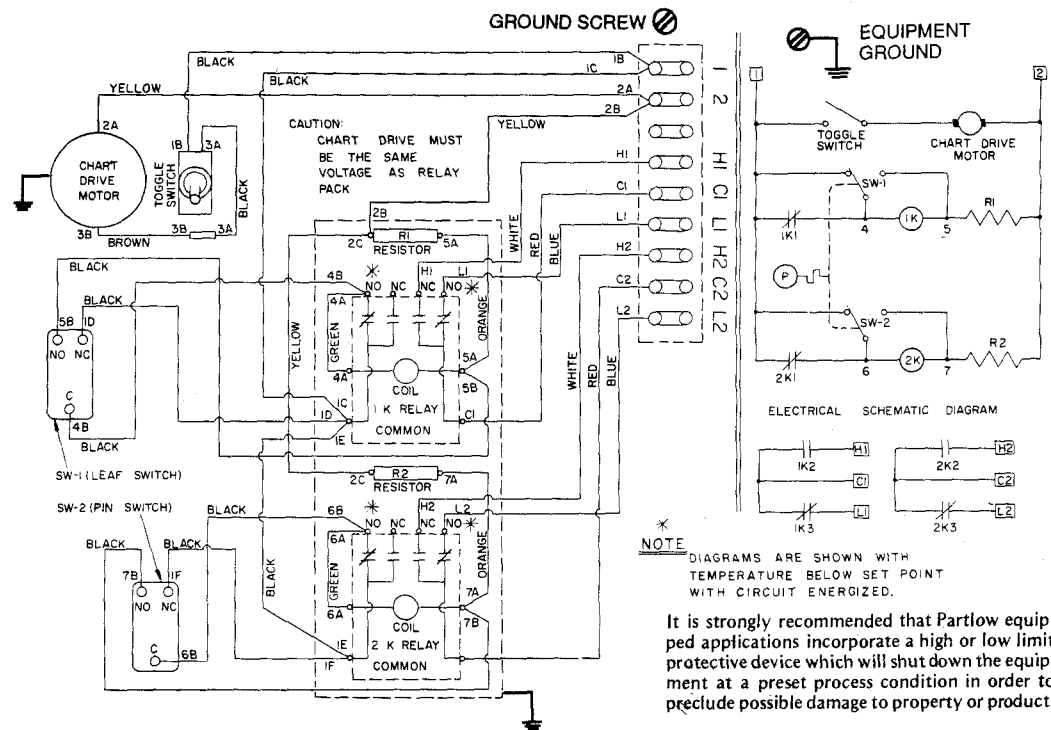 GROUND SCREW
EQUIPMENT
GROUND
BLACK
1B
1C
BLACK
YELLOW
2A
2B
YELLOW
1
2
H1
C1
L1
H2
C2
L2
1
2
H1
C1
L1
H2
C2
L2
CAUTION:
CHART DRIVE MUST
BE THE SAME
VOLTAGE AS RELAY
PACK
2A
CHART
DRIVE
MOTOR
3B
BROWN
1B
3A
TOGGLE
SWITCH
BLACK
3B
3A
2B
2C
R1
5A
RESISTOR
WHITE
RED
BLUE
BLACK
BLACK
5B
1D
NO
NC
C
4B
BLACK
SW-1 (LEAF SWITCH)
YELLOW
4B
*
NO
NC
H1
NC
L1
NO
*
4A
GREEN
4A
ORANGE
5A
5B
COIL
1K RELAY
COMMON
1C
1D
1E
C1
2C
R2
7A
RESISTOR
WHITE
RED
BLUE
SW-2 (PIN SWITCH)
BLACK
BLACK
BLACK
7B
1F
NO
NC
C
6B
BLACK
6B
*
NO
NC
H2
NC
L2
NO
*
6A
GREEN
6A
ORANGE
7A
7B
COIL
2K RELAY
COMMON
1E
1F
1
2
TOGGLE
SWITCH
CHART DRIVE
MOTOR
SW-1
R1
1K1
4
1K
5
P
SW-2
R2
2K1
6
2K
7
ELECTRICAL SCHEMATIC DIAGRAM
1K2
H1
C1
1K3
L1
2K2
H2
C2
2K3
L2
*
NOTE
DIAGRAMS ARE SHOWN WITH
TEMPERATURE BELOW SET POINT
WITH CIRCUIT ENERGIZED.
It is strongly recommended that Partlow equip-
ped applications incorporate a high or low limit
protective device which will shut down the equip-
ment at a preset process condition in order to
preclude possible damage to property or product